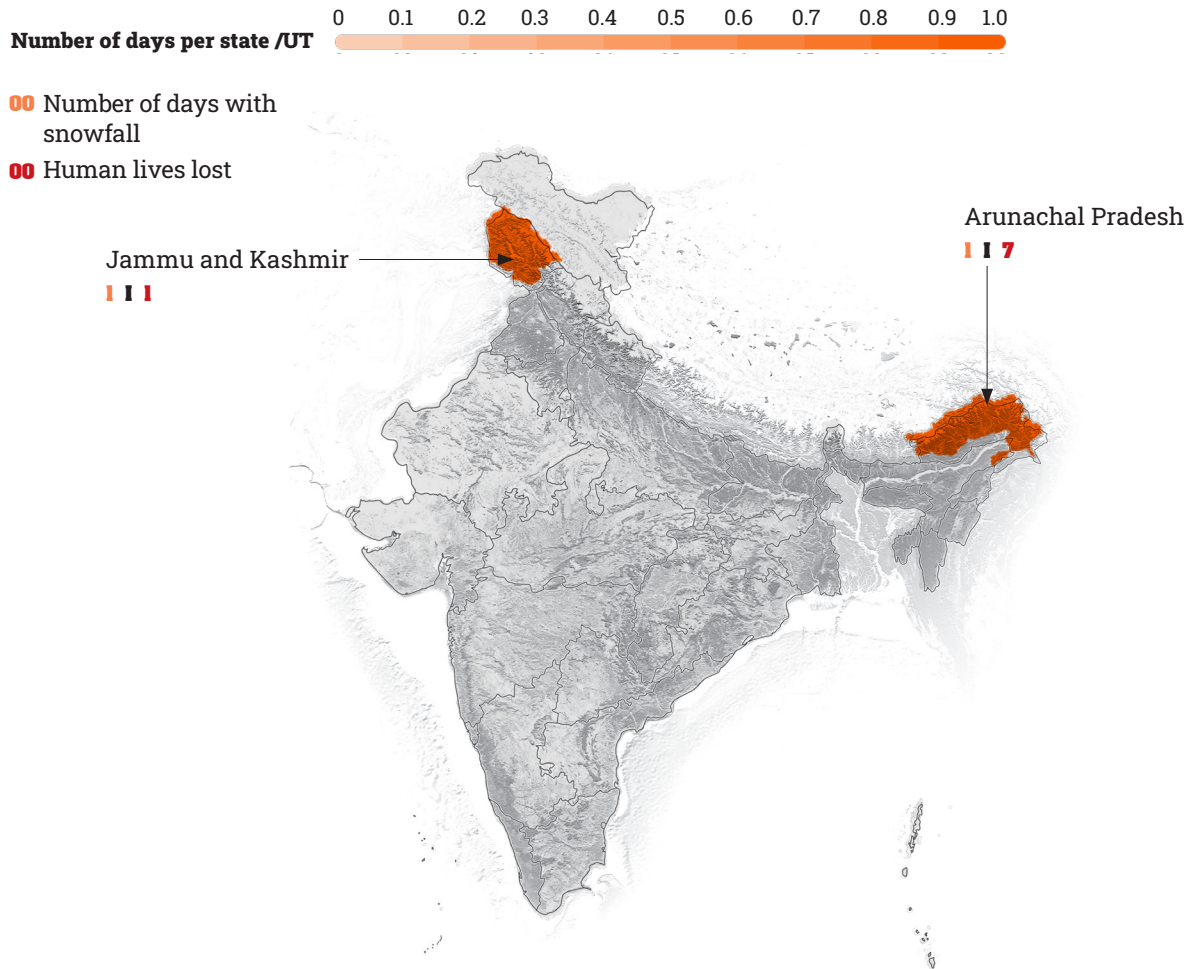 0 0.1 0.2 0.3 0.4 0.5 0.6 0.7 0.8 0.9 1.0
Number of days per state /UT
00 Number of days with
snowfall
00 Human lives lost
Arunachal Pradesh
1 I 7
Jammu and Kashmir
1 I 1